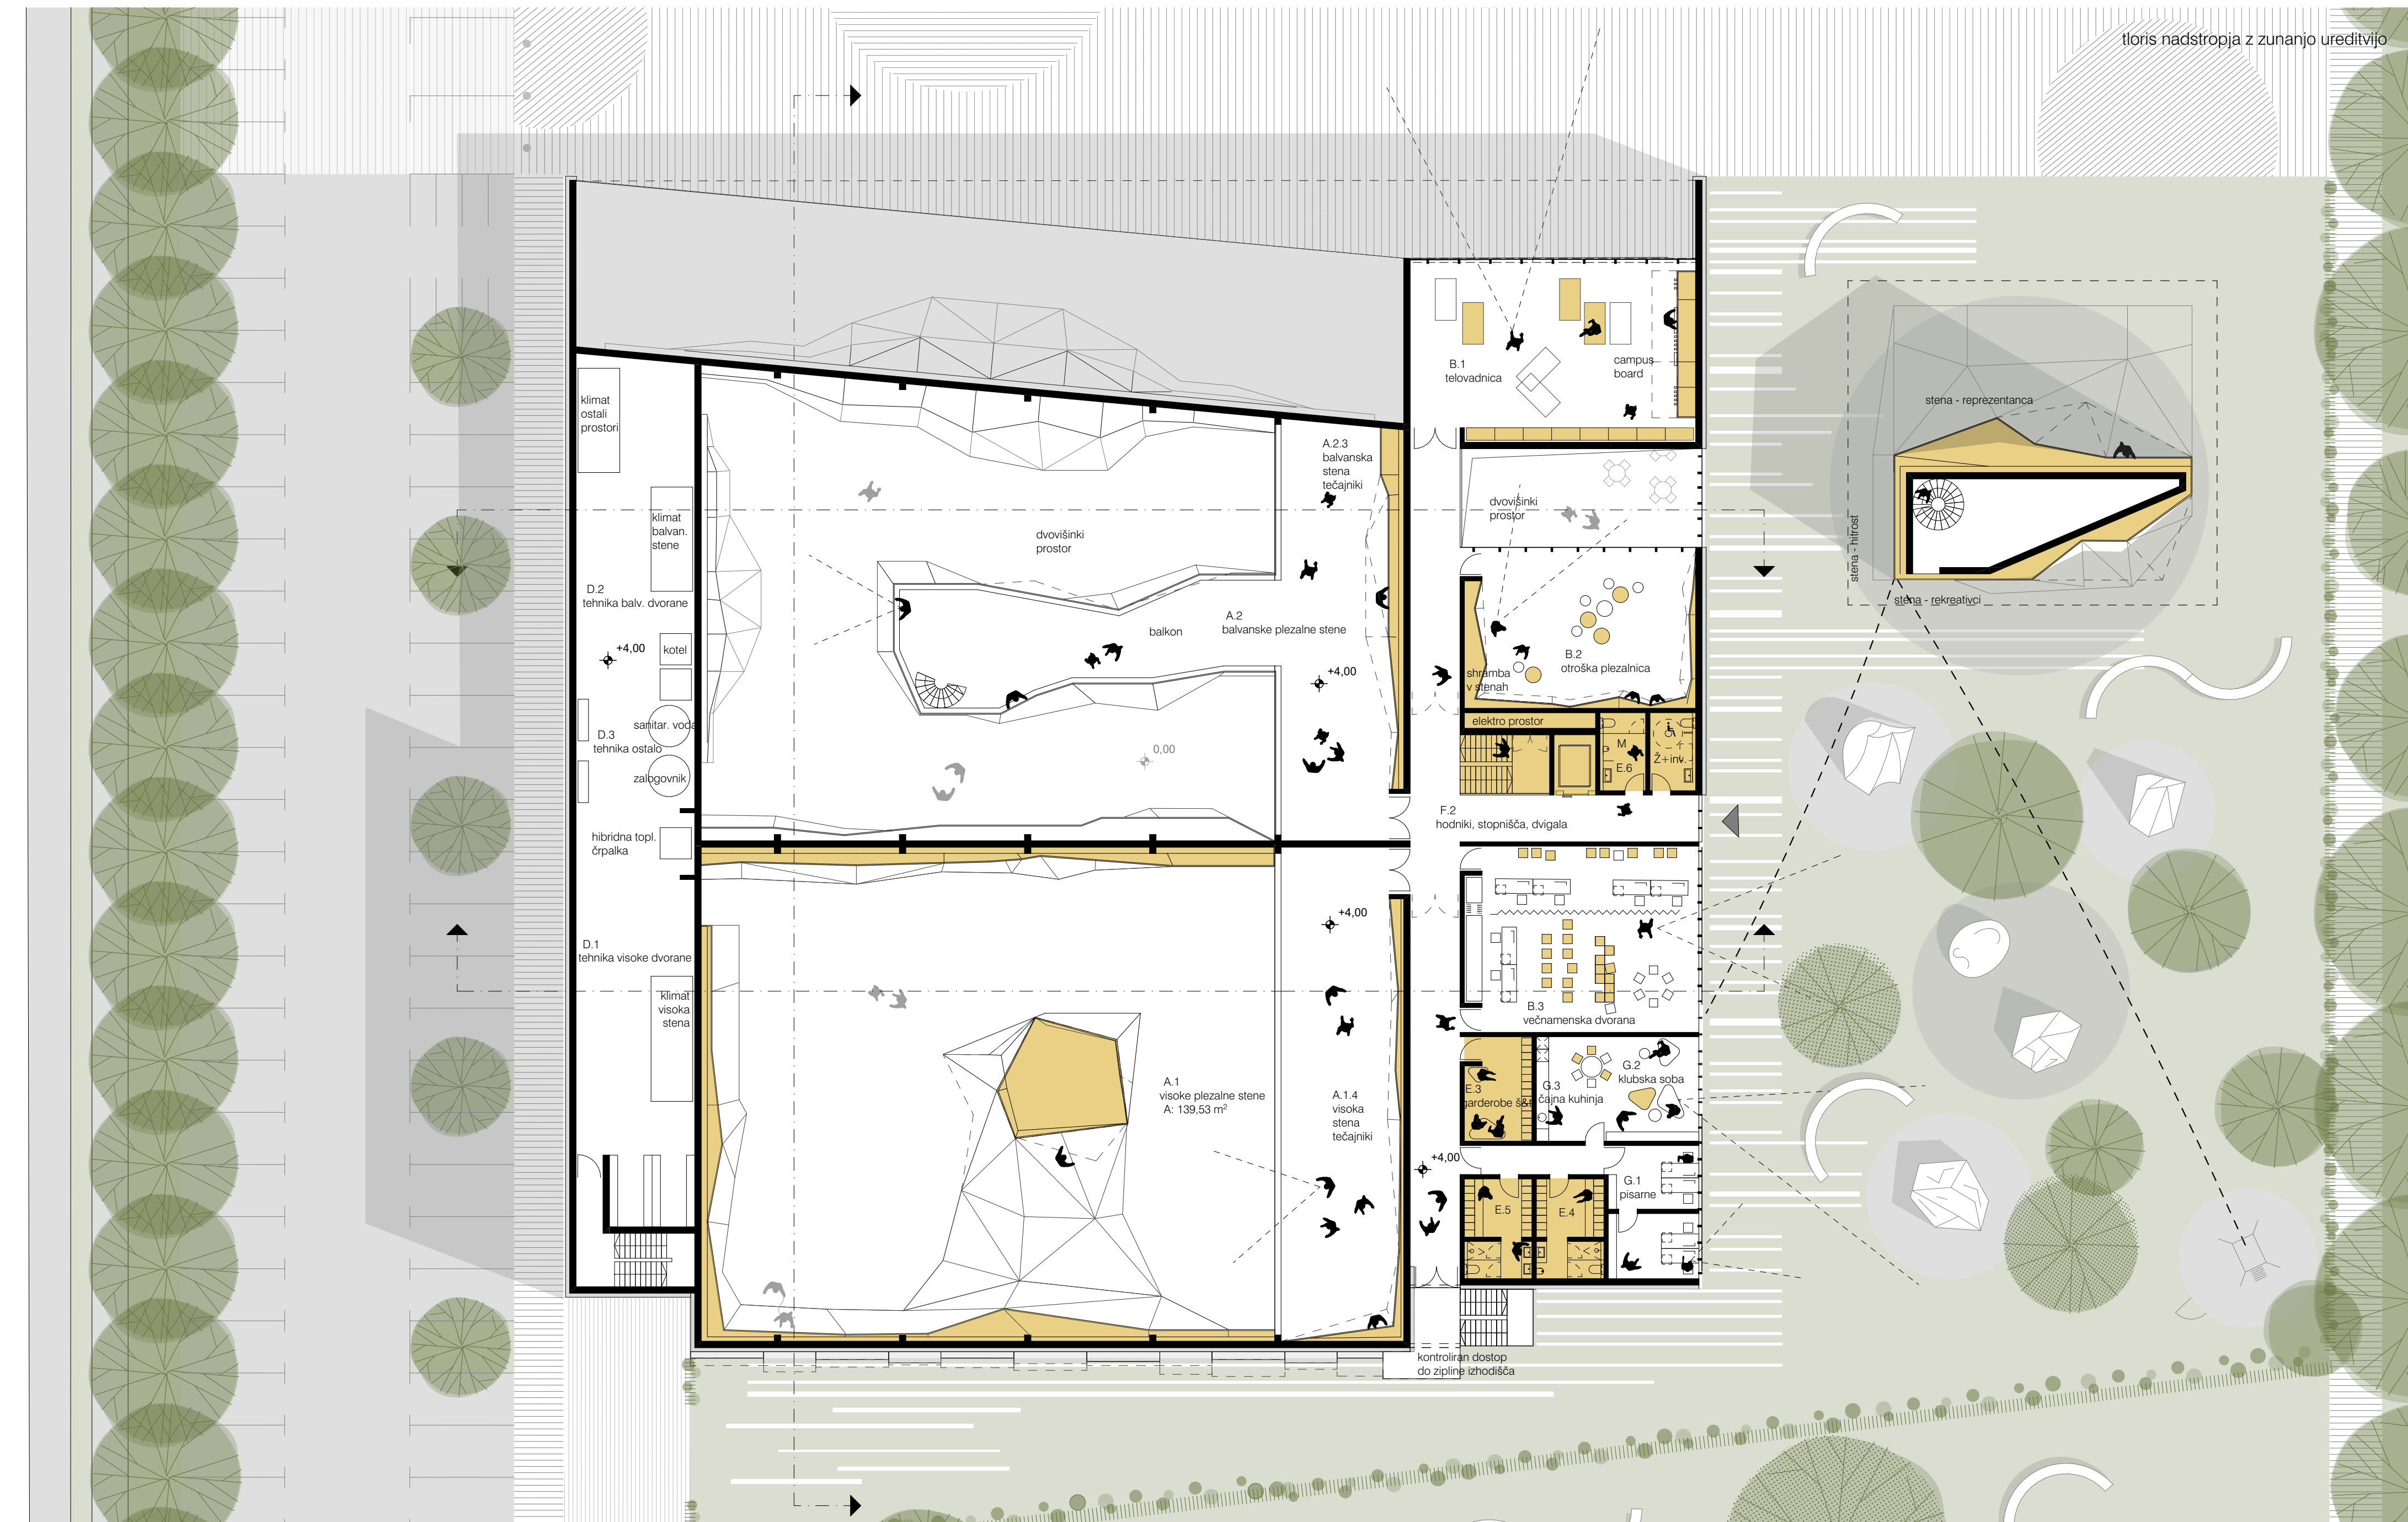 tloris nadstropja z zunanjo ureditvijo
klimat
ostali
prostori
klimat
balvan.
stene
D.2
tehnika balv. dvorane
+4,00
kotel
sanitar. voda
D.3
tehnika ostalo
zalogovnik
hibridna topl.
črpalka
D.1
tehnika visoke dvorane
klimat
visoka
stena
dvovišinki
prostor
balkon
A.2
balvanske plezalne stene
0,00
A.2.3
balvanska
stena
tečajniki
+4,00
+4,00
A.1
visoke plezalne stene
A: 139,53 m²
A.1.4
visoka
stena
tečajniki
+4,00
B.1
telovadnica
campus
board
dvovišinki
prostor
B.2
otroška plezalnica
shramba
v stenah
elektro prostor
M
E.6
Ž+inv.
F.2
hodniki, stopnišča, dvigala
B.3
večnamenska dvorana
E.3
garderobe š&t
G.3
čajna kuhinja
G.2
klubska soba
G.1
pisarne
E.5
E.4
kontroliran dostop
do zipline izhodišča
stena - reprezentanca
stena - hitrost
stena - rekreativci